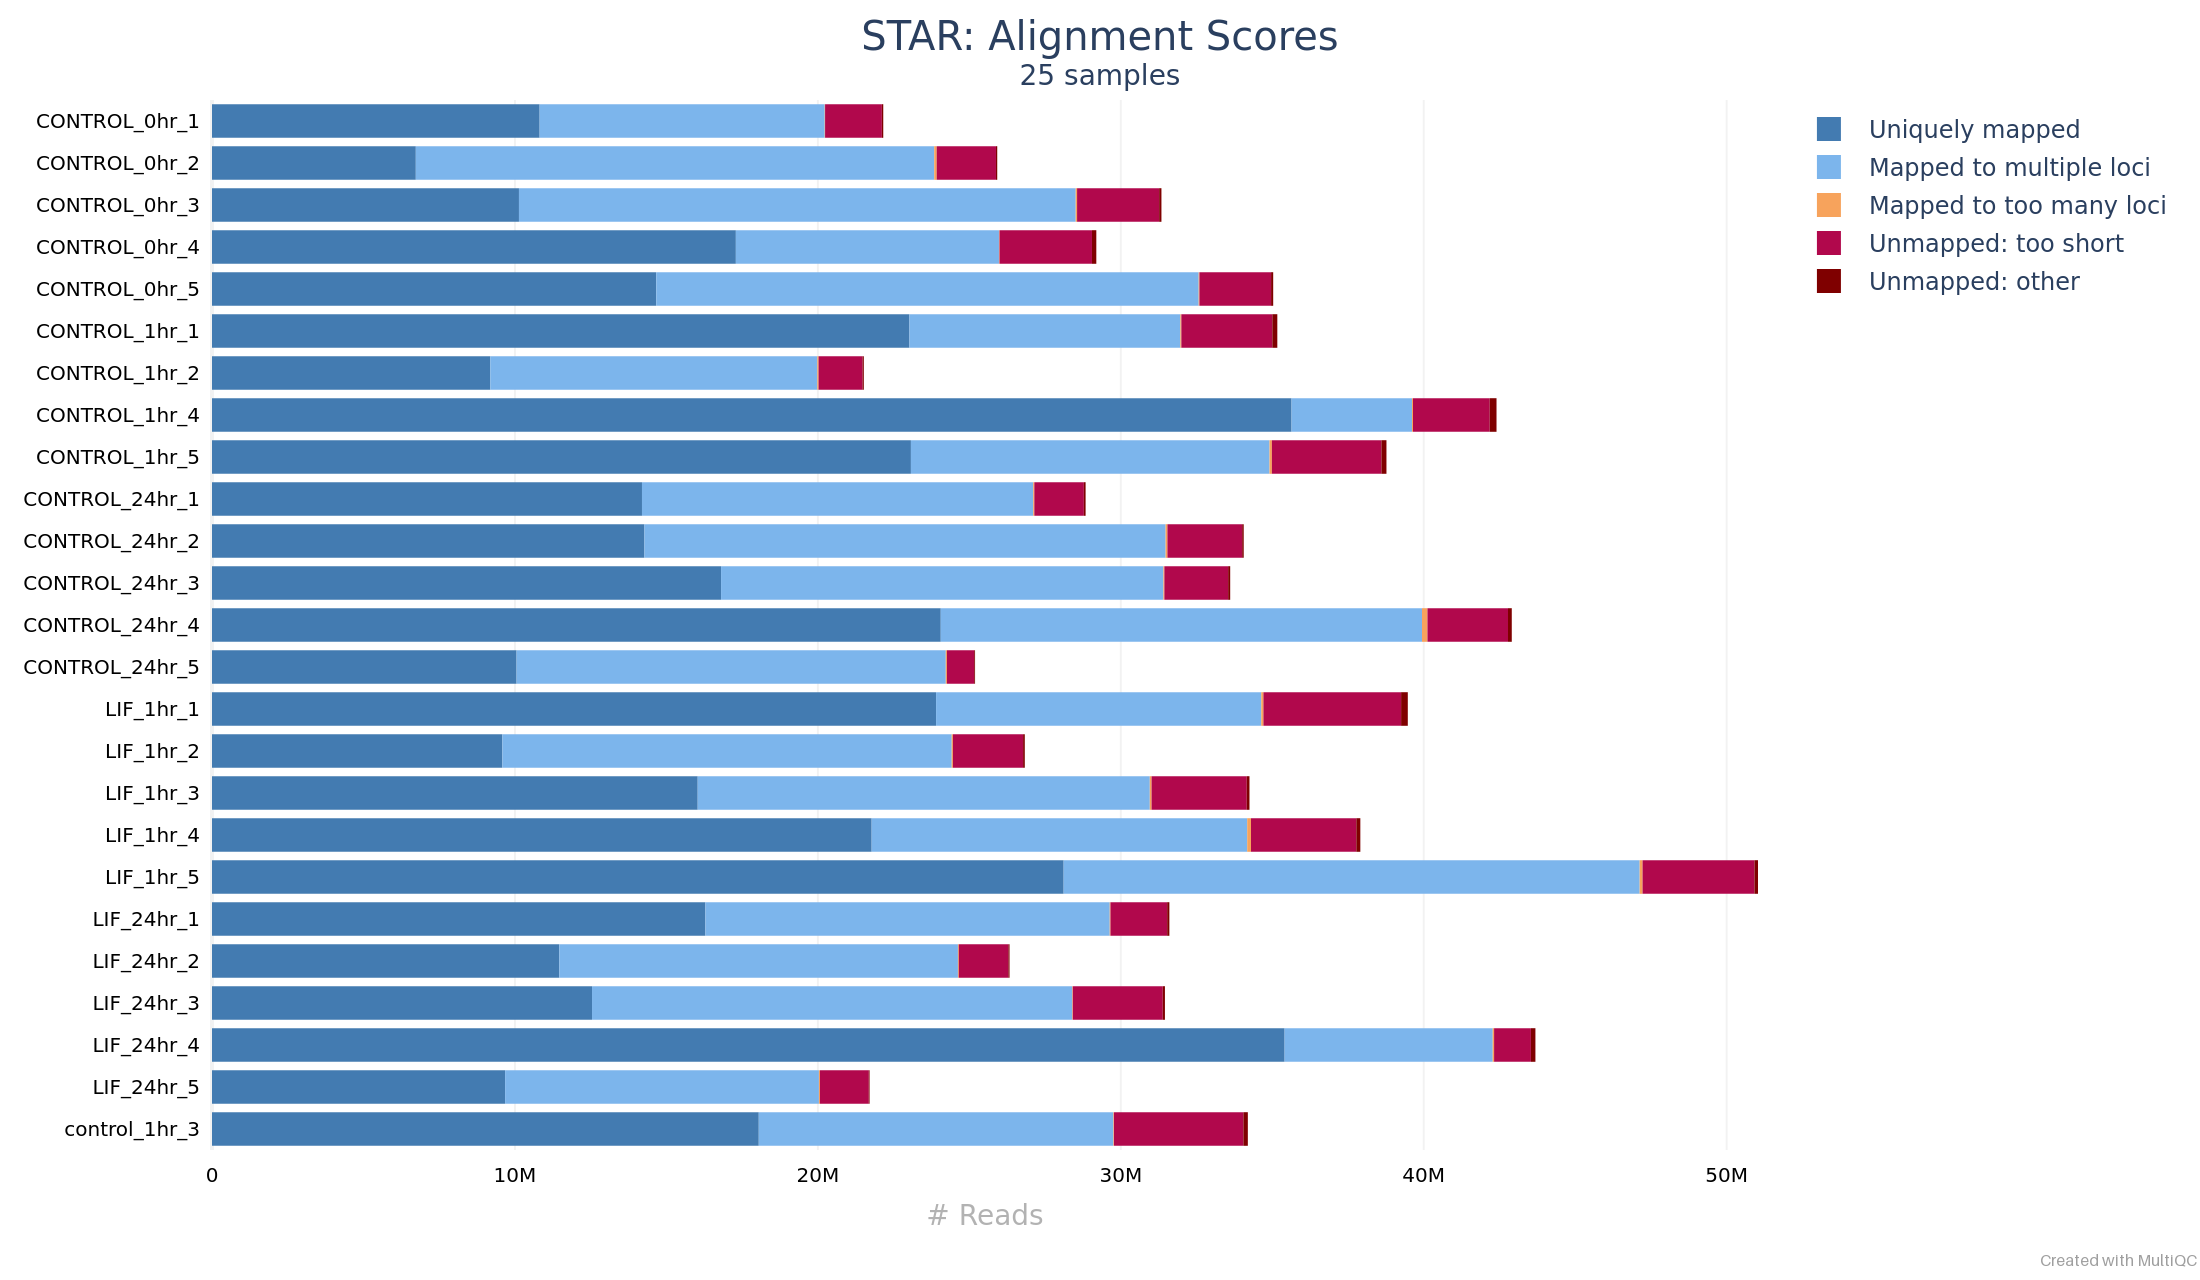 STAR: Alignment Scores
25 samples
CONTROL_0hr_1
CONTROL_0hr_2
CONTROL_0hr_3
CONTROL_0hr_4
CONTROL_0hr_5
CONTROL_1hr_1
CONTROL_1hr_2
CONTROL_1hr_4
CONTROL_1hr_5
CONTROL_24hr_1
CONTROL_24hr_2
CONTROL_24hr_3
CONTROL_24hr_4
CONTROL_24hr_5
LIF_1hr_1
LIF_1hr_2
LIF_1hr_3
LIF_1hr_4
LIF_1hr_5
LIF_24hr_1
LIF_24hr_2
LIF_24hr_3
LIF_24hr_4
LIF_24hr_5
control_1hr_3
0 10M 20M 30M 40M 50M
# Reads
Uniquely mapped
Mapped to multiple loci
Mapped to too many loci
Unmapped: too short
Unmapped: other
Created with MultiQC